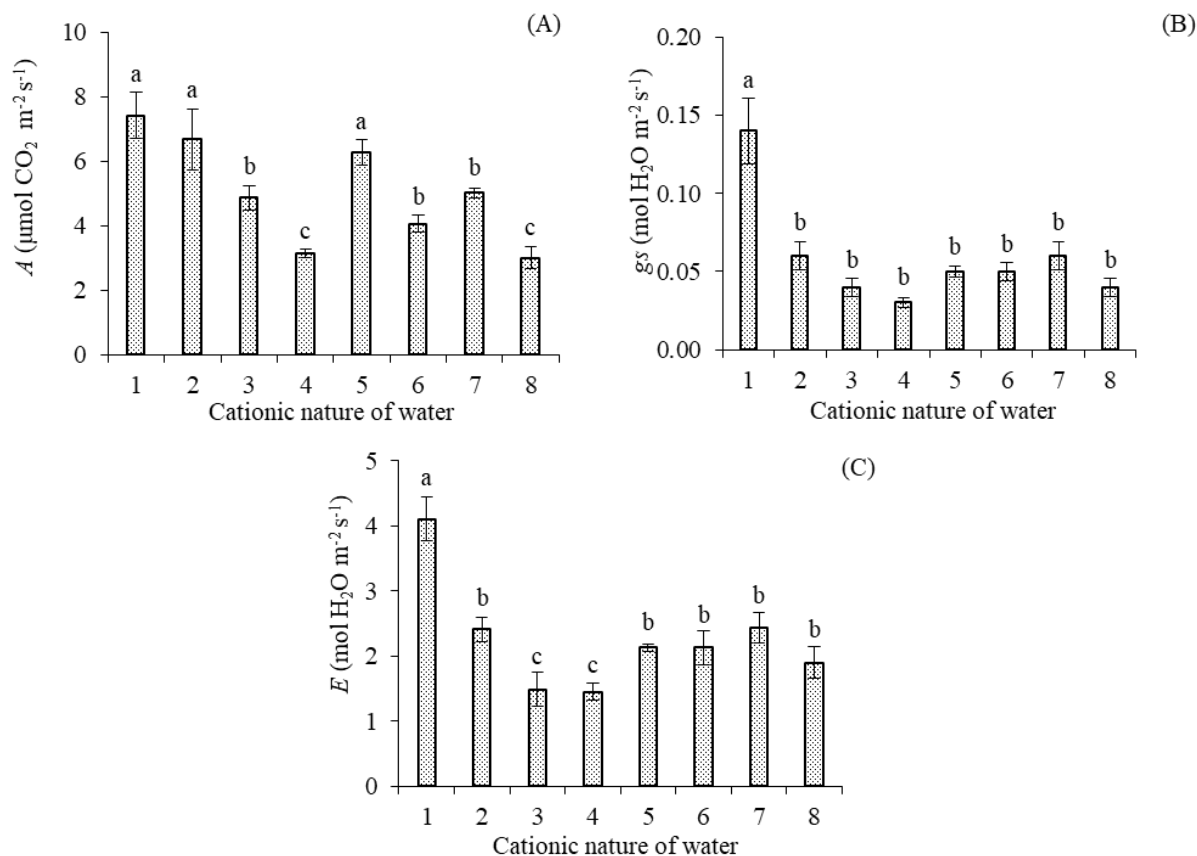 (A)
A (µmol CO₂ m⁻² s⁻¹)
10
8
6
4
2
0
a
a
b
c
a
b
b
c
1 2 3 4 5 6 7 8
Cationic nature of water
(B)
gs (mol H₂O m⁻² s⁻¹)
0.20
0.15
0.10
0.05
0.00
a
b
b
b
b
b
b
b
1 2 3 4 5 6 7 8
Cationic nature of water
(C)
E (mol H₂O m⁻² s⁻¹)
5
4
3
2
1
0
a
b
c
c
b
b
b
b
1 2 3 4 5 6 7 8
Cationic nature of water